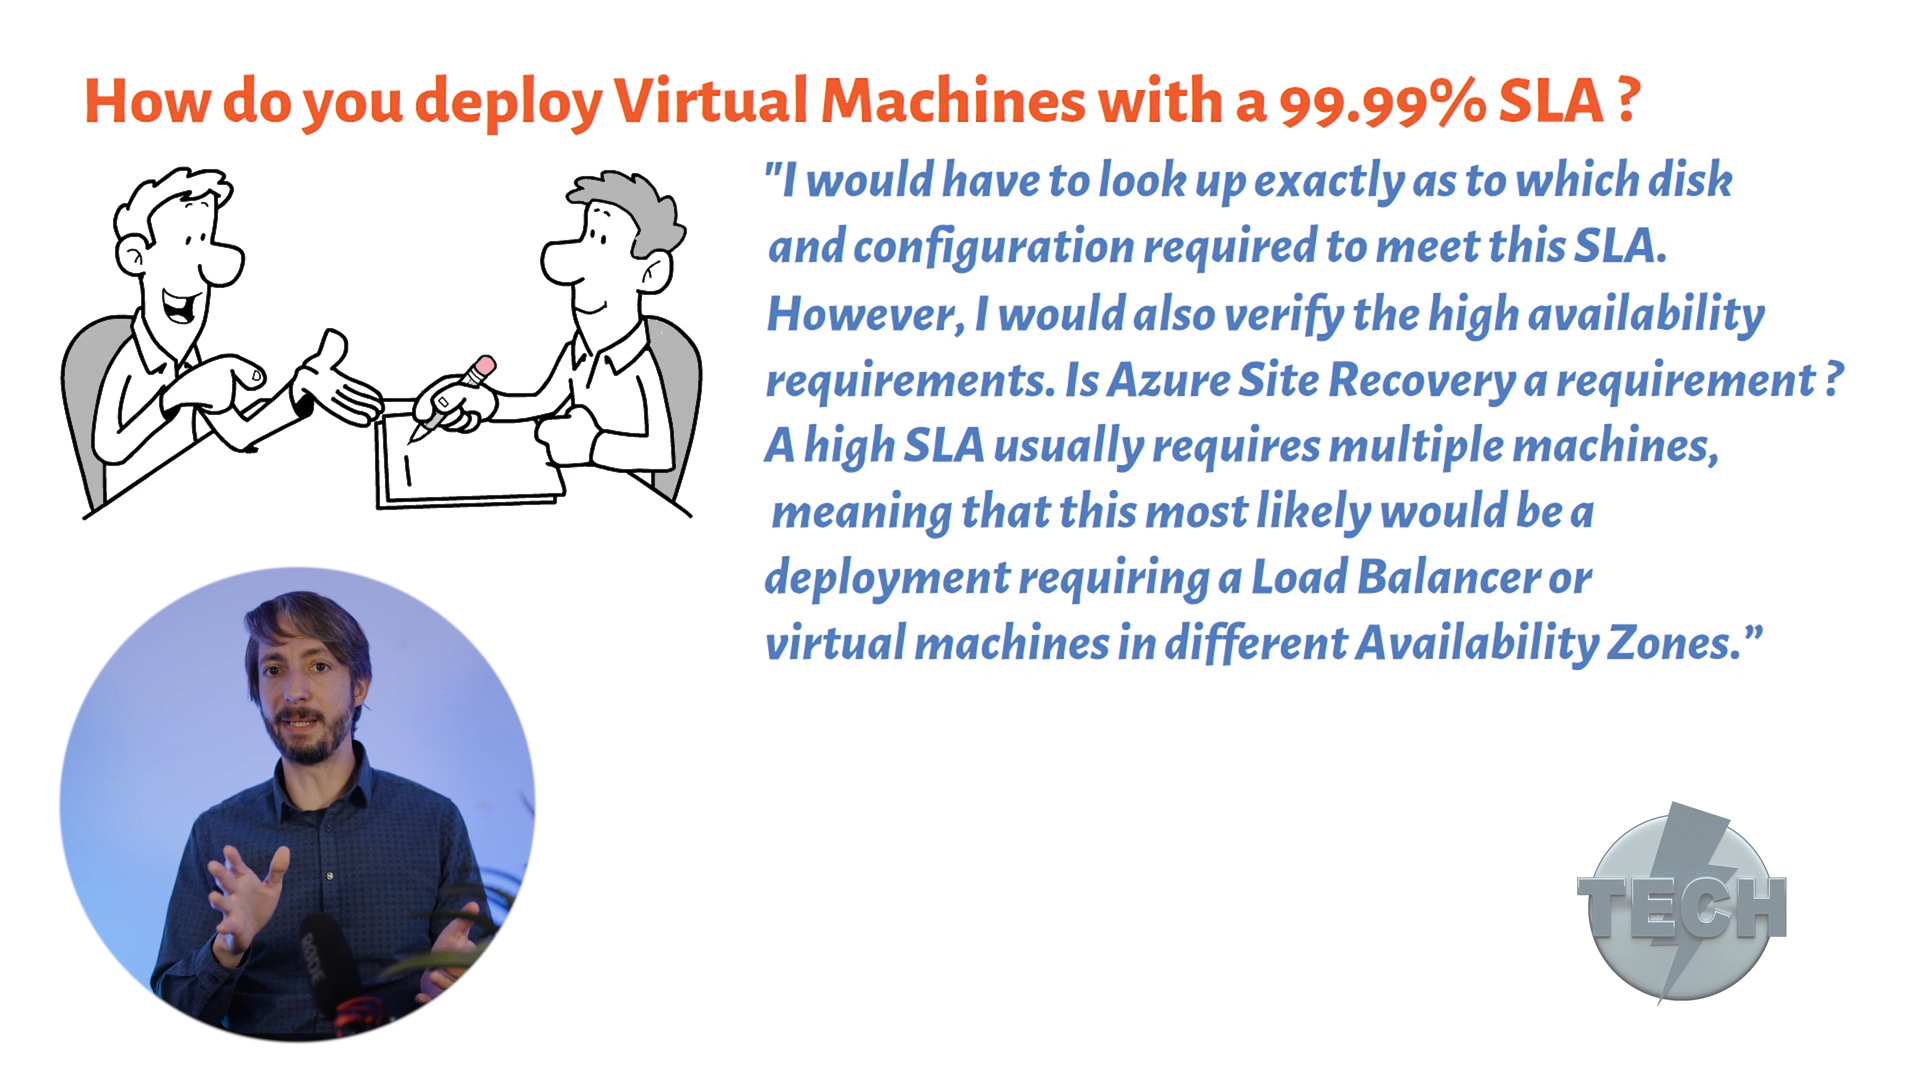 How do you deploy Virtual Machines with a 99.99% SLA ?
"I would have to look up exactly as to which disk
and configuration required to meet this SLA.
However, I would also verify the high availability
requirements. Is Azure Site Recovery a requirement ?
A high SLA usually requires multiple machines,
meaning that this most likely would be a
deployment requiring a Load Balancer or
virtual machines in different Availability Zones.”
RODE
TECH